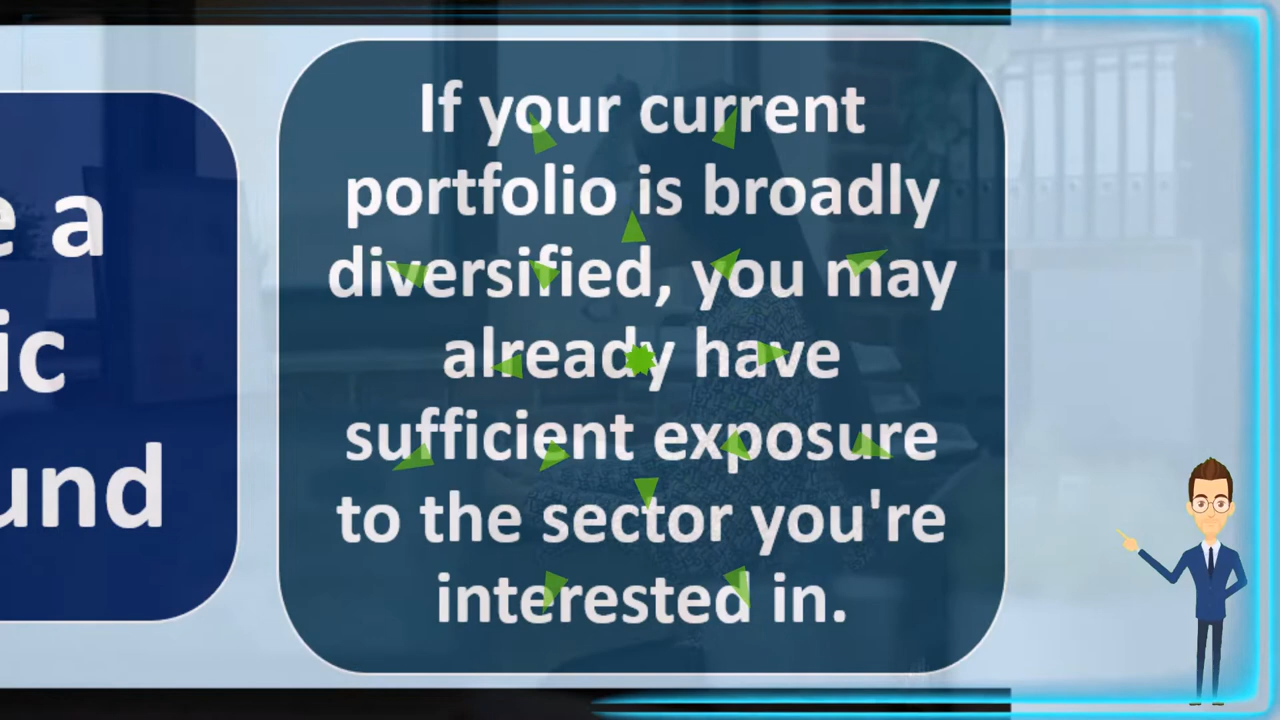 e a
ic
und
If your current
portfolio is broadly
diversified, you may
already have
sufficient exposure
to the sector you're
interested in.